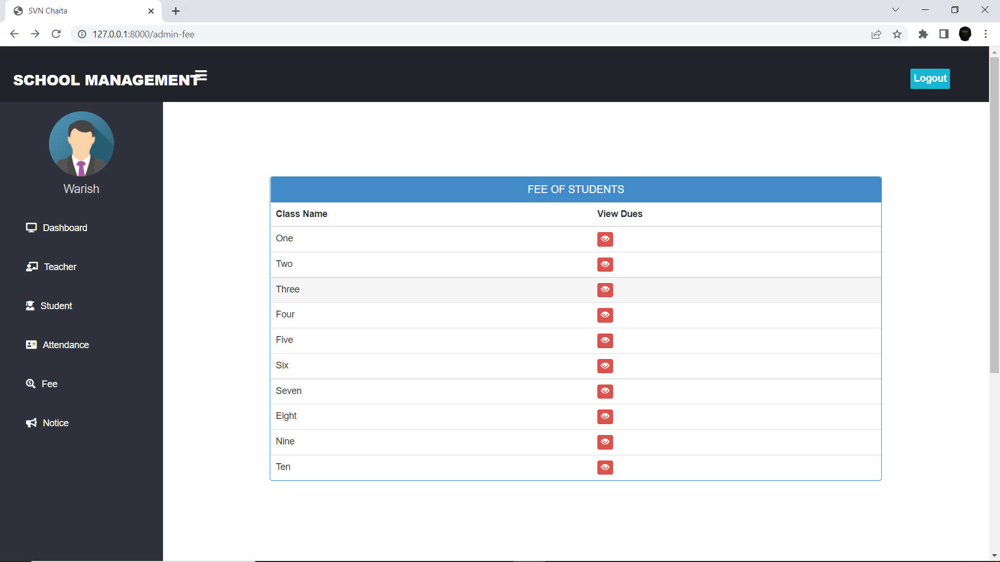 SVN Chaita
127.0.0.1:8000/admin-fee
SCHOOL MANAGEMENT
Logout
Warish
Dashboard
Teacher
Student
Attendance
Fee
Notice
FEE OF STUDENTS
Class Name View Dues
One
Two
Three
Four
Five
Six
Seven
Eight
Nine
Ten